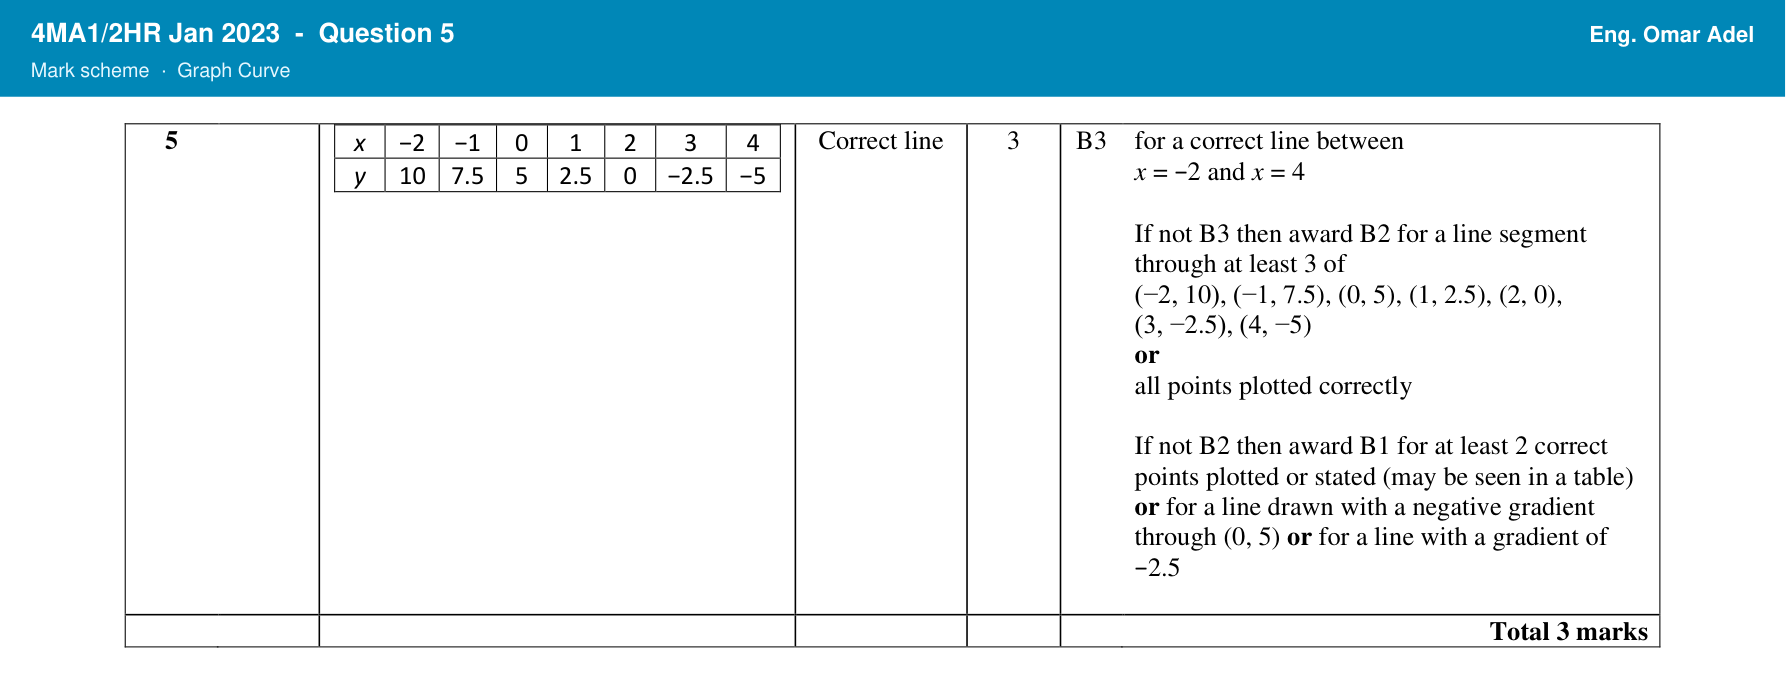 4MA1/2HR Jan 2023 - Question 5
Eng. Omar Adel
Mark scheme · Graph Curve
5
x −2 −1 0 1 2 3 4
y 10 7.5 5 2.5 0 −2.5 −5
Correct line
3
B3 for a correct line between
x = −2 and x = 4
If not B3 then award B2 for a line segment
through at least 3 of
(−2, 10), (−1, 7.5), (0, 5), (1, 2.5), (2, 0),
(3, −2.5), (4, −5)
or
all points plotted correctly
If not B2 then award B1 for at least 2 correct
points plotted or stated (may be seen in a table)
or for a line drawn with a negative gradient
through (0, 5) or for a line with a gradient of
−2.5
Total 3 marks